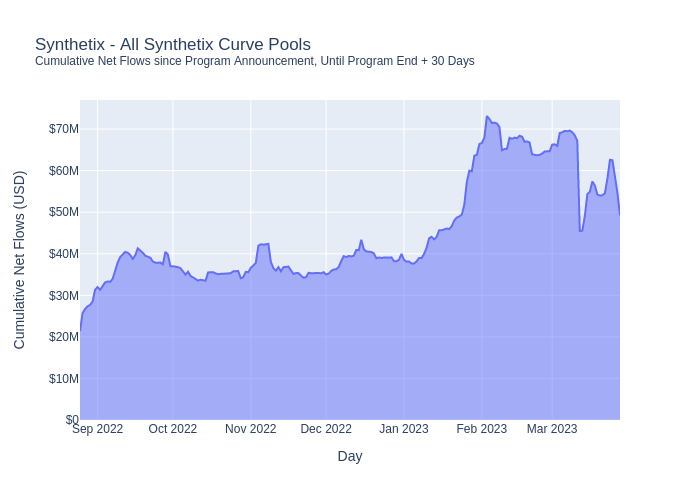 Synthetix - All Synthetix Curve Pools
Cumulative Net Flows since Program Announcement, Until Program End + 30 Days
Cumulative Net Flows (USD)
$70M
$60M
$50M
$40M
$30M
$20M
$10M
$0
Sep 2022 Oct 2022 Nov 2022 Dec 2022 Jan 2023 Feb 2023 Mar 2023
Day